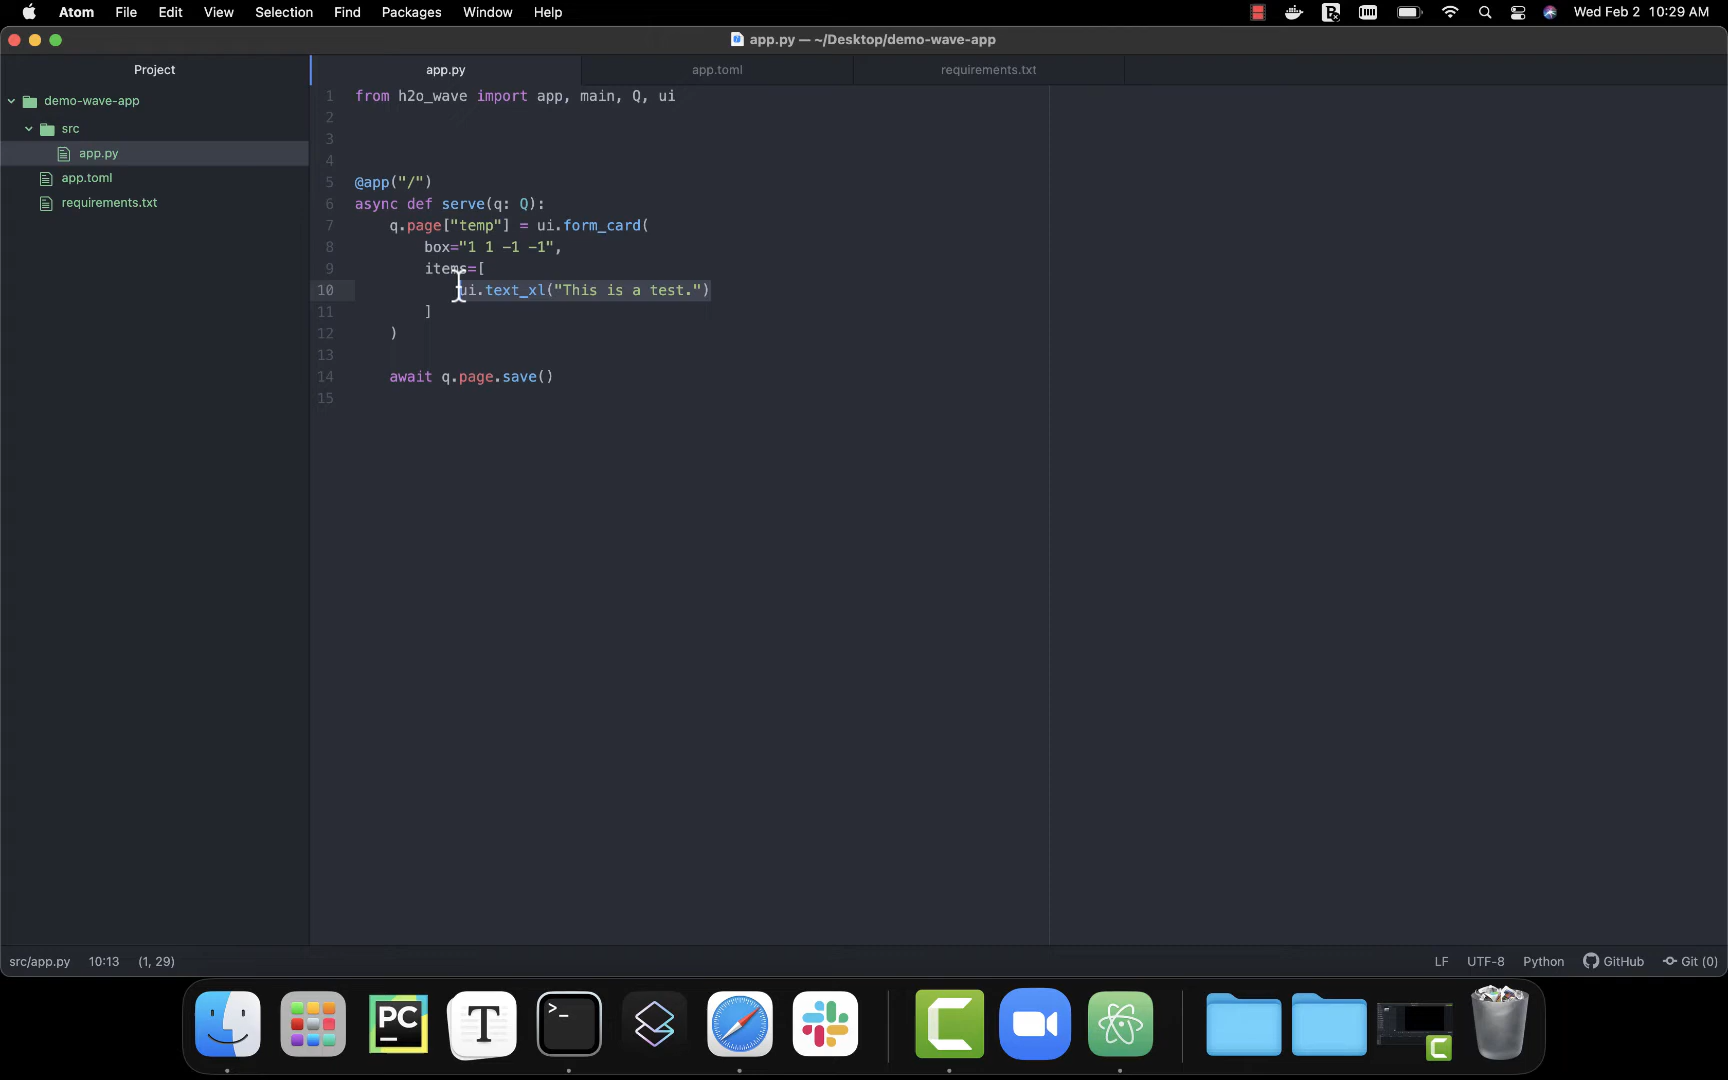 Atom File Edit View Selection Find Packages Window Help Wed Feb 2 10:29 AM
app.py — ~/Desktop/demo-wave-app
Project
app.py app.toml requirements.txt
demo-wave-app
src
app.py
app.toml
requirements.txt
1 from h2o_wave import app, main, Q, ui
2
3
4
5 @app("/")
6 async def serve(q: Q):
7 q.page["temp"] = ui.form_card(
8 box="1 1 -1 -1",
9 items=[
10 ui.text_xl("This is a test.")
11 ]
12 )
13
14 await q.page.save()
15
src/app.py 10:13 (1, 29) LF UTF-8 Python GitHub Git (0)
PC T >_ C
C